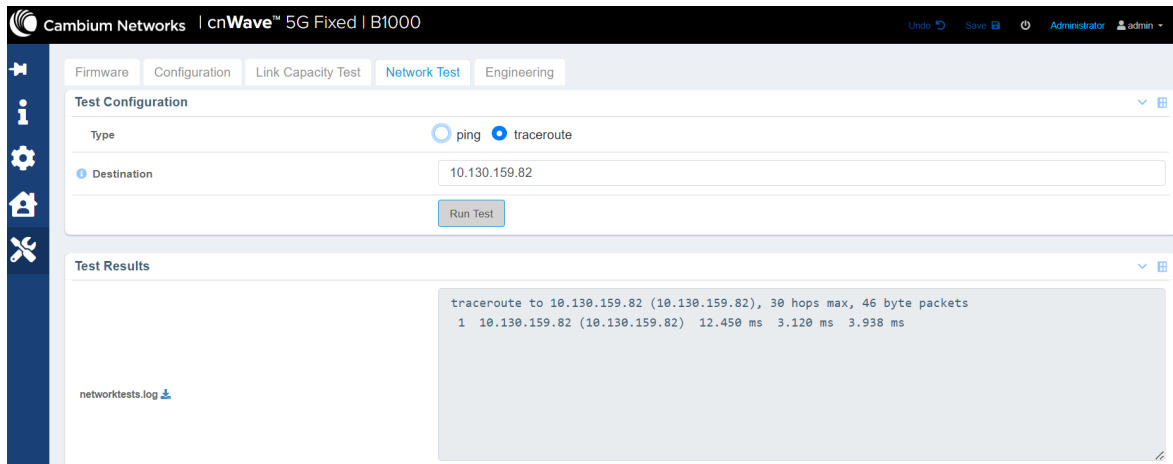 Cambium Networks | cnWave™ 5G Fixed | B1000
Undo Save Administrator admin
Firmware Configuration Link Capacity Test Network Test Engineering
Test Configuration
Type ping traceroute
Destination 10.130.159.82
Run Test
Test Results
traceroute to 10.130.159.82 (10.130.159.82), 30 hops max, 46 byte packets
1 10.130.159.82 (10.130.159.82) 12.450 ms 3.120 ms 3.938 ms
networktests.log